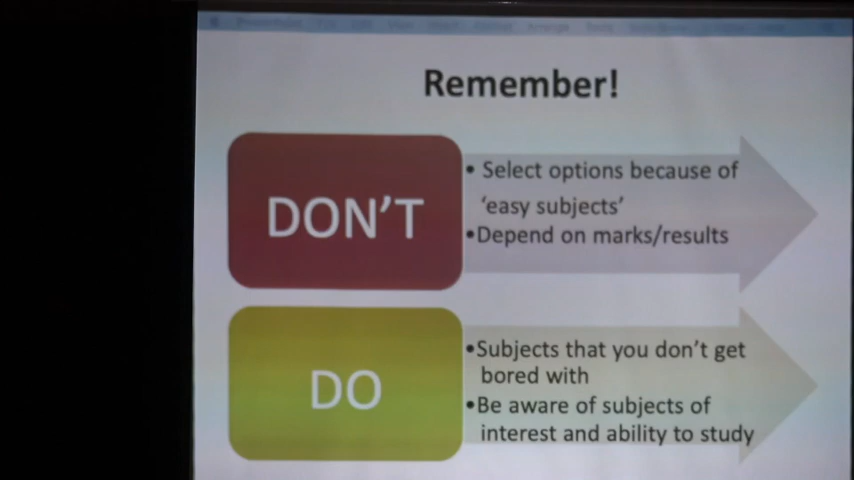 Remember!
DON'T
• Select options because of
'easy subjects'
•Depend on marks/results
DO
•Subjects that you don't get
bored with
•Be aware of subjects of
interest and ability to study